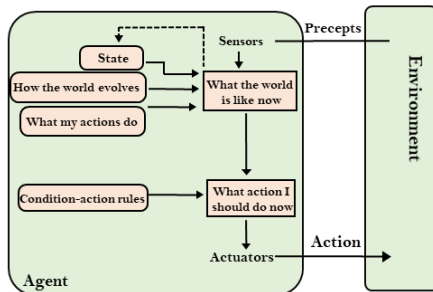 Sensors
Precepts
State
How the world evolves
What the world
is like now
What my actions do
Environment
Condition-action rules
What action I
should do now
Actuators
Action
Agent